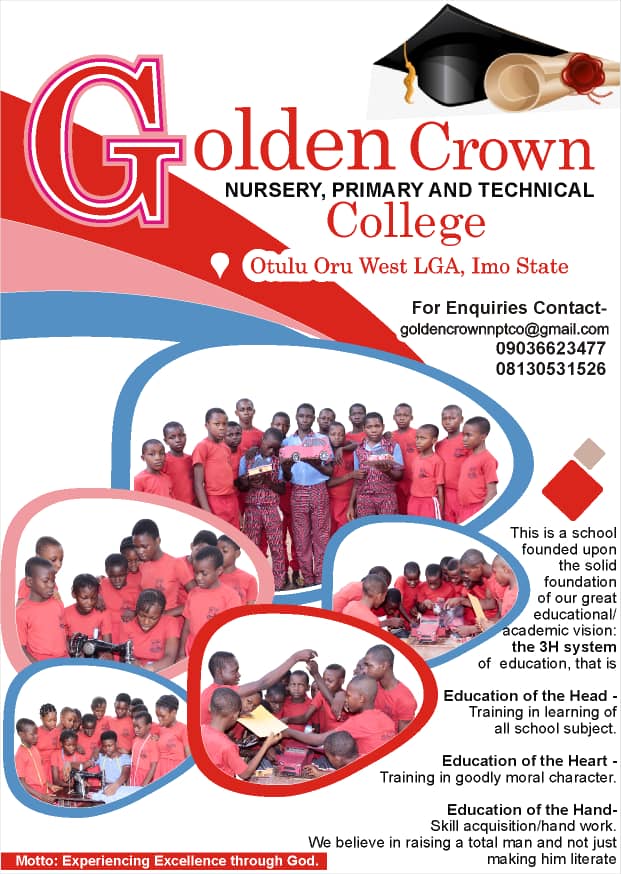 Golden Crown
NURSERY, PRIMARY AND TECHNICAL
College
Otulu Oru West LGA, Imo State
For Enquiries Contact-
goldencrownnptco@gmail.com
09036623477
08130531526
This is a school
founded upon
the solid
foundation
of our great
educational/
academic vision:
the 3H system
of education, that is
Education of the Head -
Training in learning of
all school subject.
Education of the Heart -
Training in goodly moral character.
Education of the Hand-
Skill acquisition/hand work.
We believe in raising a total man and not just
making him literate
Motto: Experiencing Excellence through God.